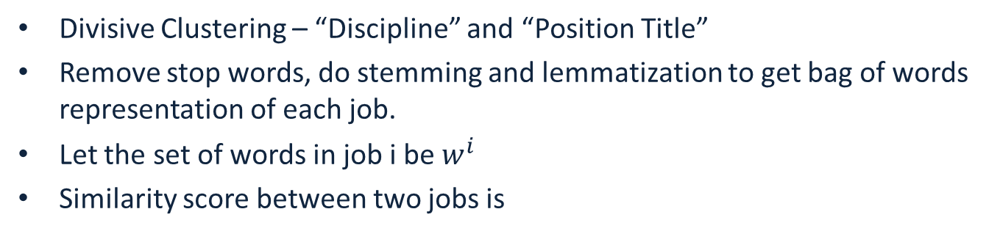 • Divisive Clustering – “Discipline” and “Position Title”
• Remove stop words, do stemming and lemmatization to get bag of words
representation of each job.
• Let the set of words in job i be 𝑤ⁱ
• Similarity score between two jobs is